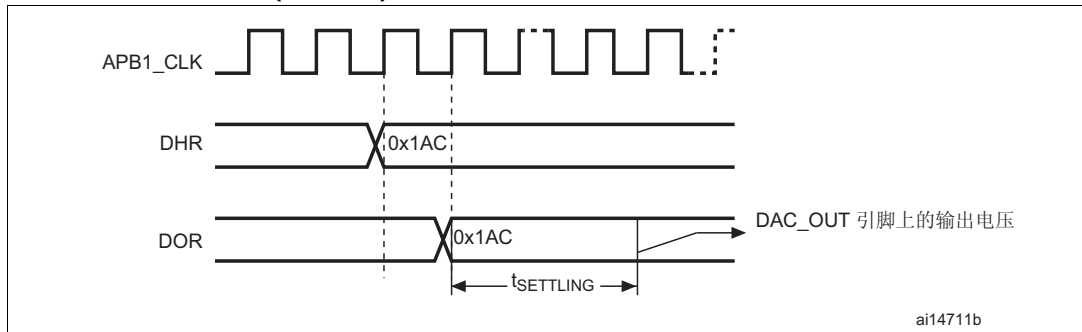 APB1_CLK
DHR
0x1AC
DOR
0x1AC
DAC_OUT 引脚上的输出电压
tSETTLING
ai14711b